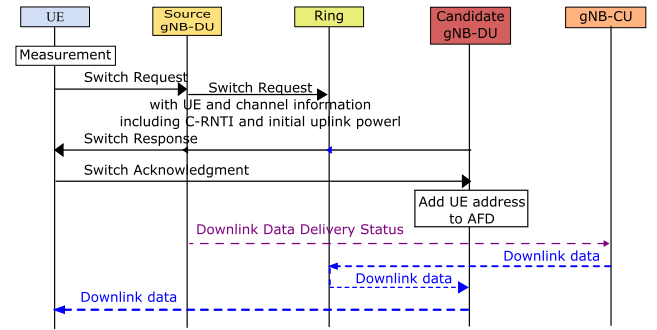 UE
Source
gNB-DU
Ring
Candidate
gNB-DU
gNB-CU
Measurement
Switch Request
Switch Request
with UE and channel information
including C-RNTI and initial uplink powerl
Switch Response
Switch Acknowledgment
Add UE address
to AFD
Downlink Data Delivery Status
Downlink data
Downlink data
Downlink data